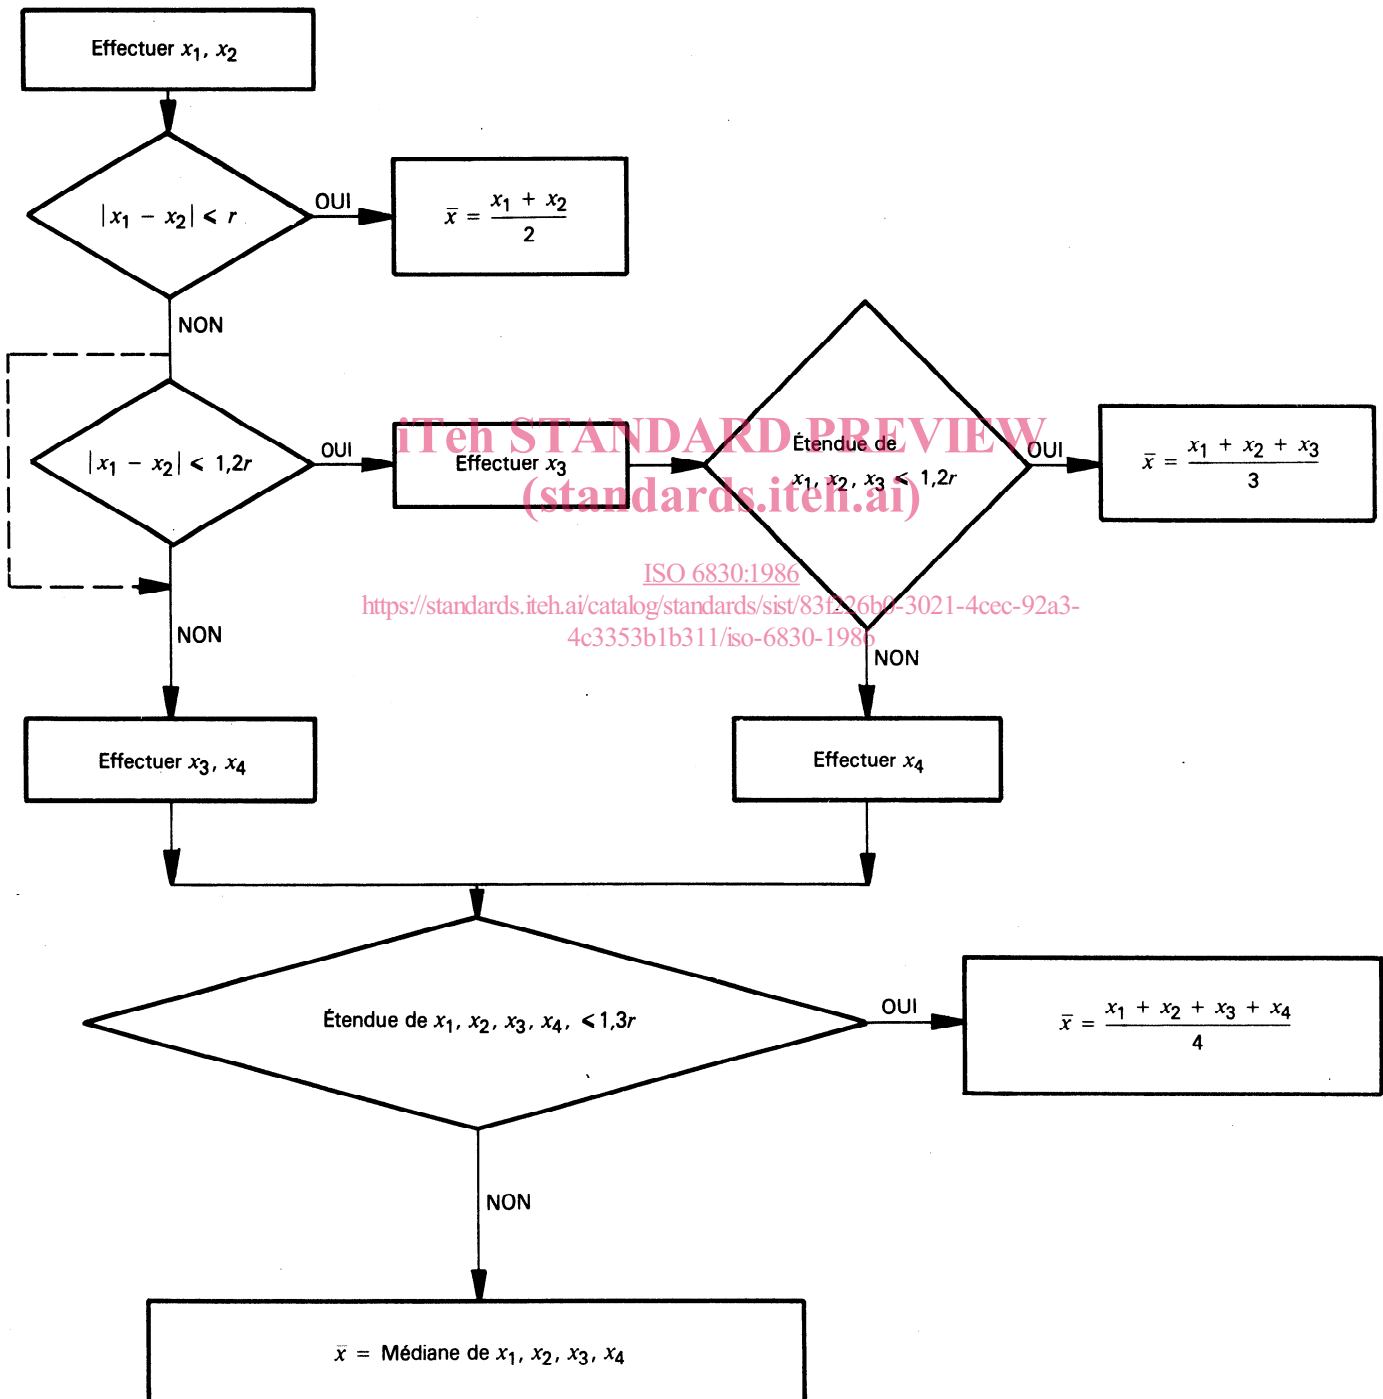 Effectuer x1, x2
|x1 − x2| ⩽ r
OUI
x̄ = (x1 + x2) / 2
NON
|x1 − x2| ⩽ 1,2r
OUI
Effectuer x3
Étendue de
x1, x2, x3 ⩽ 1,2r
OUI
x̄ = (x1 + x2 + x3) / 3
iTeh STANDARD PREVIEW
(standards.iteh.ai)
ISO 6830:1986
https://standards.iteh.ai/catalog/standards/sist/83f226b0-3021-4cec-92a3-
4c3353b1b311/iso-6830-1986
NON
NON
Effectuer x3, x4
Effectuer x4
Étendue de x1, x2, x3, x4, ⩽ 1,3r
OUI
x̄ = (x1 + x2 + x3 + x4) / 4
NON
x̄ = Médiane de x1, x2, x3, x4